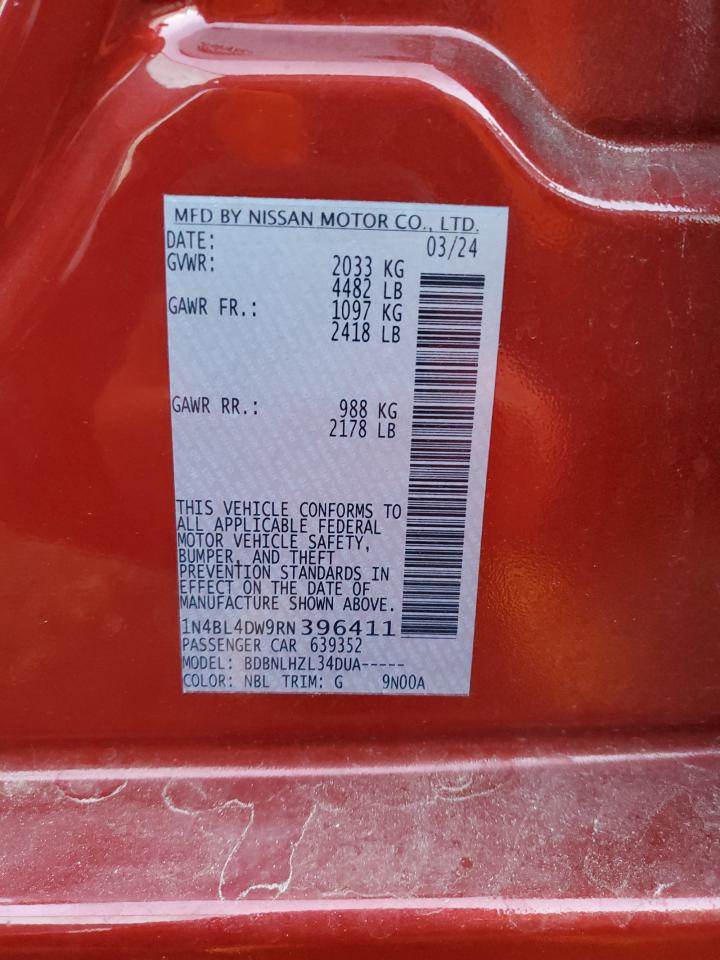 MFD BY NISSAN MOTOR CO., LTD.
DATE: 03/24
GVWR: 2033 KG
4482 LB
GAWR FR.: 1097 KG
2418 LB
GAWR RR.: 988 KG
2178 LB
THIS VEHICLE CONFORMS TO
ALL APPLICABLE FEDERAL
MOTOR VEHICLE SAFETY,
BUMPER, AND THEFT
PREVENTION STANDARDS IN
EFFECT ON THE DATE OF
MANUFACTURE SHOWN ABOVE.
1N4BL4DW9RN396411
PASSENGER CAR 639352
MODEL: BDBNLHZL34DUA-----
COLOR: NBL TRIM: G 9N00A